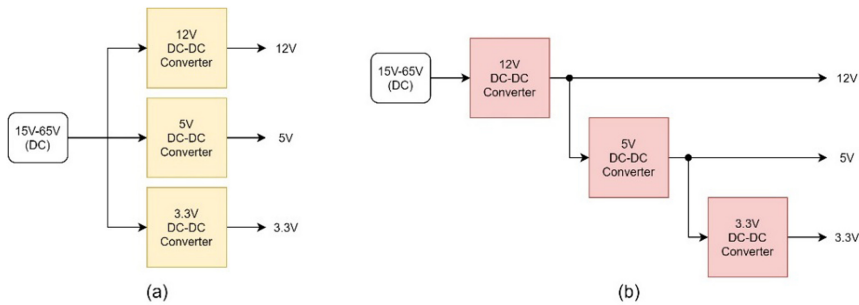 12V
DC-DC
Converter
12V
15V-65V
(DC)
5V
DC-DC
Converter
5V
3.3V
DC-DC
Converter
3.3V
(a)
15V-65V
(DC)
12V
DC-DC
Converter
12V
5V
DC-DC
Converter
5V
3.3V
DC-DC
Converter
3.3V
(b)